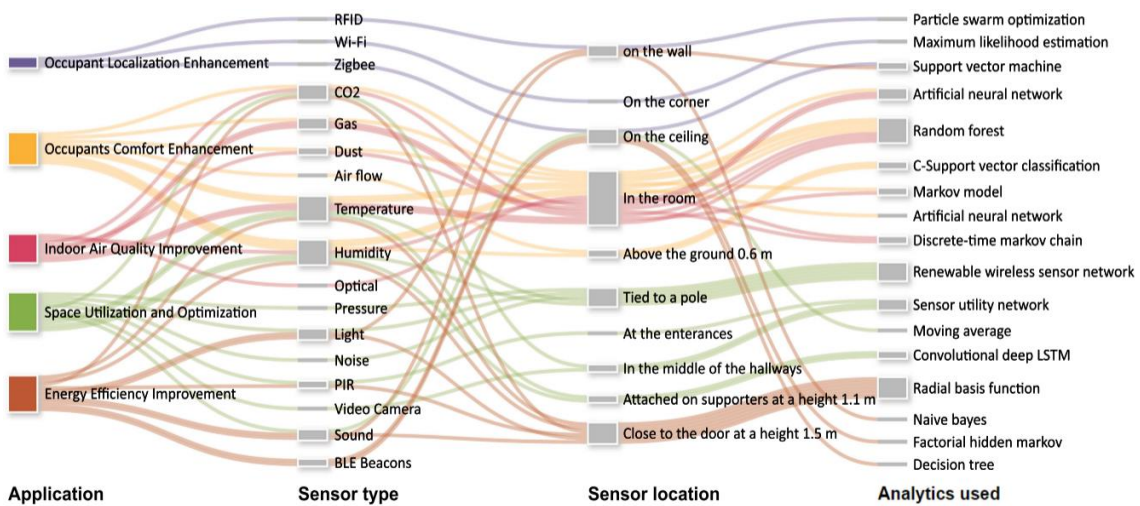 Occupant Localization Enhancement
Occupants Comfort Enhancement
Indoor Air Quality Improvement
Space Utilization and Optimization
Energy Efficiency Improvement
Application
RFID
Wi-Fi
Zigbee
CO2
Gas
Dust
Air flow
Temperature
Humidity
Optical
Pressure
Light
Noise
PIR
Video Camera
Sound
BLE Beacons
Sensor type
on the wall
On the corner
On the ceiling
In the room
Above the ground 0.6 m
Tied to a pole
At the enterances
In the middle of the hallways
Attached on supporters at a height 1.1 m
Close to the door at a height 1.5 m
Sensor location
Particle swarm optimization
Maximum likelihood estimation
Support vector machine
Artificial neural network
Random forest
C-Support vector classification
Markov model
Artificial neural network
Discrete-time markov chain
Renewable wireless sensor network
Sensor utility network
Moving average
Convolutional deep LSTM
Radial basis function
Naive bayes
Factorial hidden markov
Decision tree
Analytics used